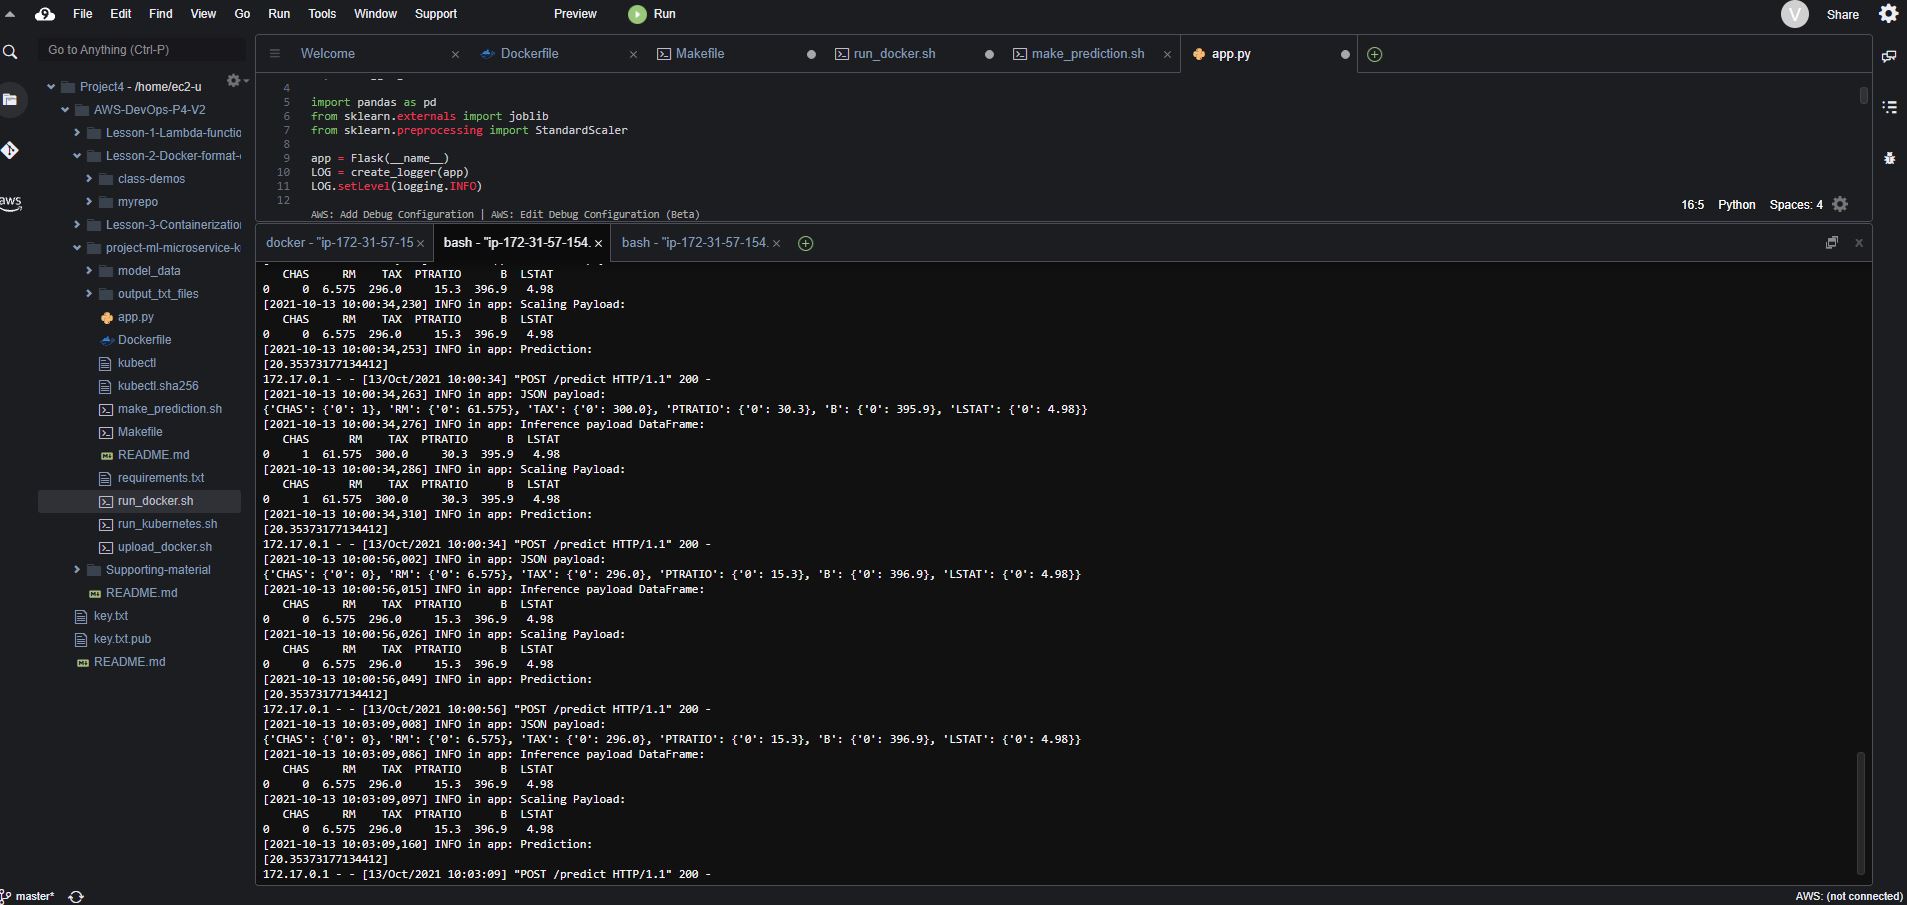 File Edit Find View Go Run Tools Window Support Preview Run V Share
Go to Anything (Ctrl-P)
Project4 - /home/ec2-u
AWS-DevOps-P4-V2
Lesson-1-Lambda-functio
Lesson-2-Docker-format-
class-demos
myrepo
Lesson-3-Containerization
project-ml-microservice-k
model_data
output_txt_files
app.py
Dockerfile
kubectl
kubectl.sha256
make_prediction.sh
Makefile
README.md
requirements.txt
run_docker.sh
run_kubernetes.sh
upload_docker.sh
Supporting-material
README.md
key.txt
key.txt.pub
README.md
aws
Welcome Dockerfile Makefile run_docker.sh make_prediction.sh app.py
4
5 import pandas as pd
6 from sklearn.externals import joblib
7 from sklearn.preprocessing import StandardScaler
8
9 app = Flask(__name__)
10 LOG = create_logger(app)
11 LOG.setLevel(logging.INFO)
12
AWS: Add Debug Configuration | AWS: Edit Debug Configuration (Beta)
16:5 Python Spaces: 4
docker - "ip-172-31-57-15 bash - "ip-172-31-57-154. bash - "ip-172-31-57-154.
CHAS RM TAX PTRATIO B LSTAT
0 0 6.575 296.0 15.3 396.9 4.98
[2021-10-13 10:00:34,230] INFO in app: Scaling Payload:
CHAS RM TAX PTRATIO B LSTAT
0 0 6.575 296.0 15.3 396.9 4.98
[2021-10-13 10:00:34,253] INFO in app: Prediction:
[20.35373177134412]
172.17.0.1 - - [13/Oct/2021 10:00:34] "POST /predict HTTP/1.1" 200 -
[2021-10-13 10:00:34,263] INFO in app: JSON payload:
{'CHAS': {'0': 1}, 'RM': {'0': 61.575}, 'TAX': {'0': 300.0}, 'PTRATIO': {'0': 30.3}, 'B': {'0': 395.9}, 'LSTAT': {'0': 4.98}}
[2021-10-13 10:00:34,276] INFO in app: Inference payload DataFrame:
CHAS RM TAX PTRATIO B LSTAT
0 1 61.575 300.0 30.3 395.9 4.98
[2021-10-13 10:00:34,286] INFO in app: Scaling Payload:
CHAS RM TAX PTRATIO B LSTAT
0 1 61.575 300.0 30.3 395.9 4.98
[2021-10-13 10:00:34,310] INFO in app: Prediction:
[20.35373177134412]
172.17.0.1 - - [13/Oct/2021 10:00:34] "POST /predict HTTP/1.1" 200 -
[2021-10-13 10:00:56,002] INFO in app: JSON payload:
{'CHAS': {'0': 0}, 'RM': {'0': 6.575}, 'TAX': {'0': 296.0}, 'PTRATIO': {'0': 15.3}, 'B': {'0': 396.9}, 'LSTAT': {'0': 4.98}}
[2021-10-13 10:00:56,015] INFO in app: Inference payload DataFrame:
CHAS RM TAX PTRATIO B LSTAT
0 0 6.575 296.0 15.3 396.9 4.98
[2021-10-13 10:00:56,026] INFO in app: Scaling Payload:
CHAS RM TAX PTRATIO B LSTAT
0 0 6.575 296.0 15.3 396.9 4.98
[2021-10-13 10:00:56,049] INFO in app: Prediction:
[20.35373177134412]
172.17.0.1 - - [13/Oct/2021 10:00:56] "POST /predict HTTP/1.1" 200 -
[2021-10-13 10:03:09,008] INFO in app: JSON payload:
{'CHAS': {'0': 0}, 'RM': {'0': 6.575}, 'TAX': {'0': 296.0}, 'PTRATIO': {'0': 15.3}, 'B': {'0': 396.9}, 'LSTAT': {'0': 4.98}}
[2021-10-13 10:03:09,086] INFO in app: Inference payload DataFrame:
CHAS RM TAX PTRATIO B LSTAT
0 0 6.575 296.0 15.3 396.9 4.98
[2021-10-13 10:03:09,097] INFO in app: Scaling Payload:
CHAS RM TAX PTRATIO B LSTAT
0 0 6.575 296.0 15.3 396.9 4.98
[2021-10-13 10:03:09,160] INFO in app: Prediction:
[20.35373177134412]
172.17.0.1 - - [13/Oct/2021 10:03:09] "POST /predict HTTP/1.1" 200 -
master* AWS: (not connected)